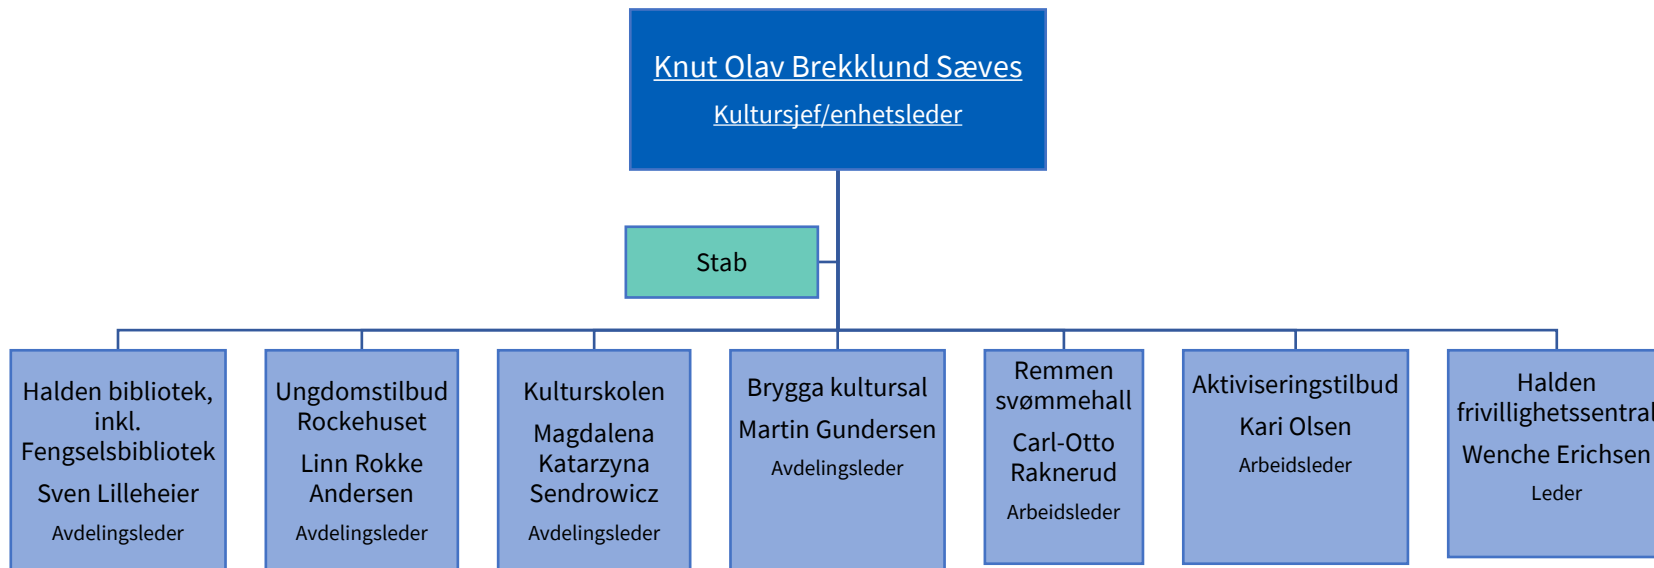 Knut Olav Brekklund Sæves
Kultursjef/enhetsleder
Stab
Halden bibliotek,
inkl.
Fengselsbibliotek
Sven Lilleheier
Avdelingsleder
Ungdomstilbud
Rockehuset
Linn Rokke
Andersen
Avdelingsleder
Kulturskolen
Magdalena
Katarzyna
Sendrowicz
Avdelingsleder
Brygga kultursal
Martin Gundersen
Avdelingsleder
Remmen
svømmehall
Carl-Otto
Raknerud
Arbeidsleder
Aktiviseringstilbud
Kari Olsen
Arbeidsleder
Halden
frivillighetssentral
Wenche Erichsen
Leder